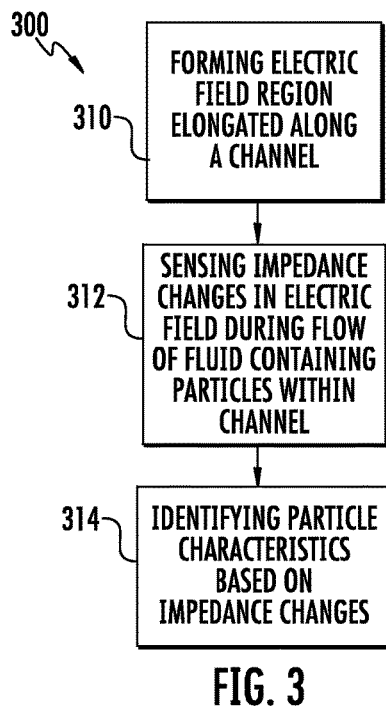 300
310
FORMING ELECTRIC
FIELD REGION
ELONGATED ALONG
A CHANNEL
312
SENSING IMPEDANCE
CHANGES IN ELECTRIC
FIELD DURING FLOW
OF FLUID CONTAINING
PARTICLES WITHIN
CHANNEL
314
IDENTIFYING PARTICLE
CHARACTERISTICS
BASED ON
IMPEDANCE CHANGES
FIG. 3